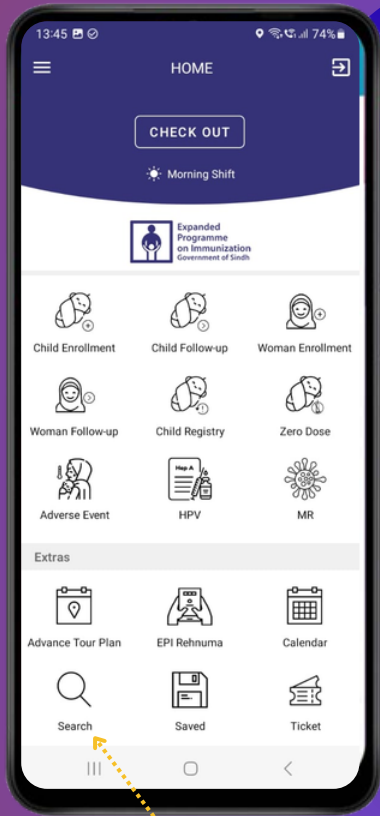 13:45 74%
HOME
CHECK OUT
Morning Shift
Expanded
Programme
on Immunization
Government of Sindh
Child Enrollment Child Follow-up Woman Enrollment
Woman Follow-up Child Registry Zero Dose
Hep A
Adverse Event HPV MR
Extras
Advance Tour Plan EPI Rehnuma Calendar
Search Saved Ticket